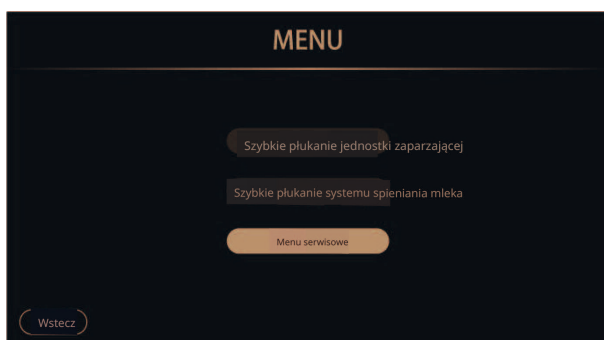 MENU
Szybkie płukanie jednostki zaparzającej
Szybkie płukanie systemu spieniania mleka
Menu serwisowe
Wstecz